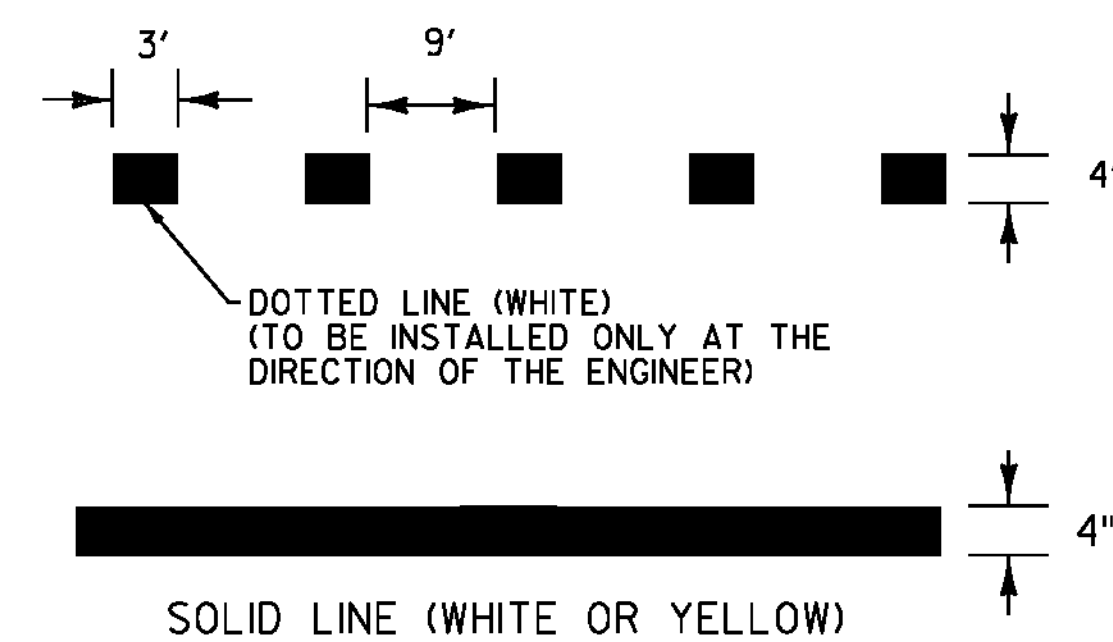 3′
9′
4′
DOTTED LINE (WHITE)
(TO BE INSTALLED ONLY AT THE
DIRECTION OF THE ENGINEER)
4"
SOLID LINE (WHITE OR YELLOW)